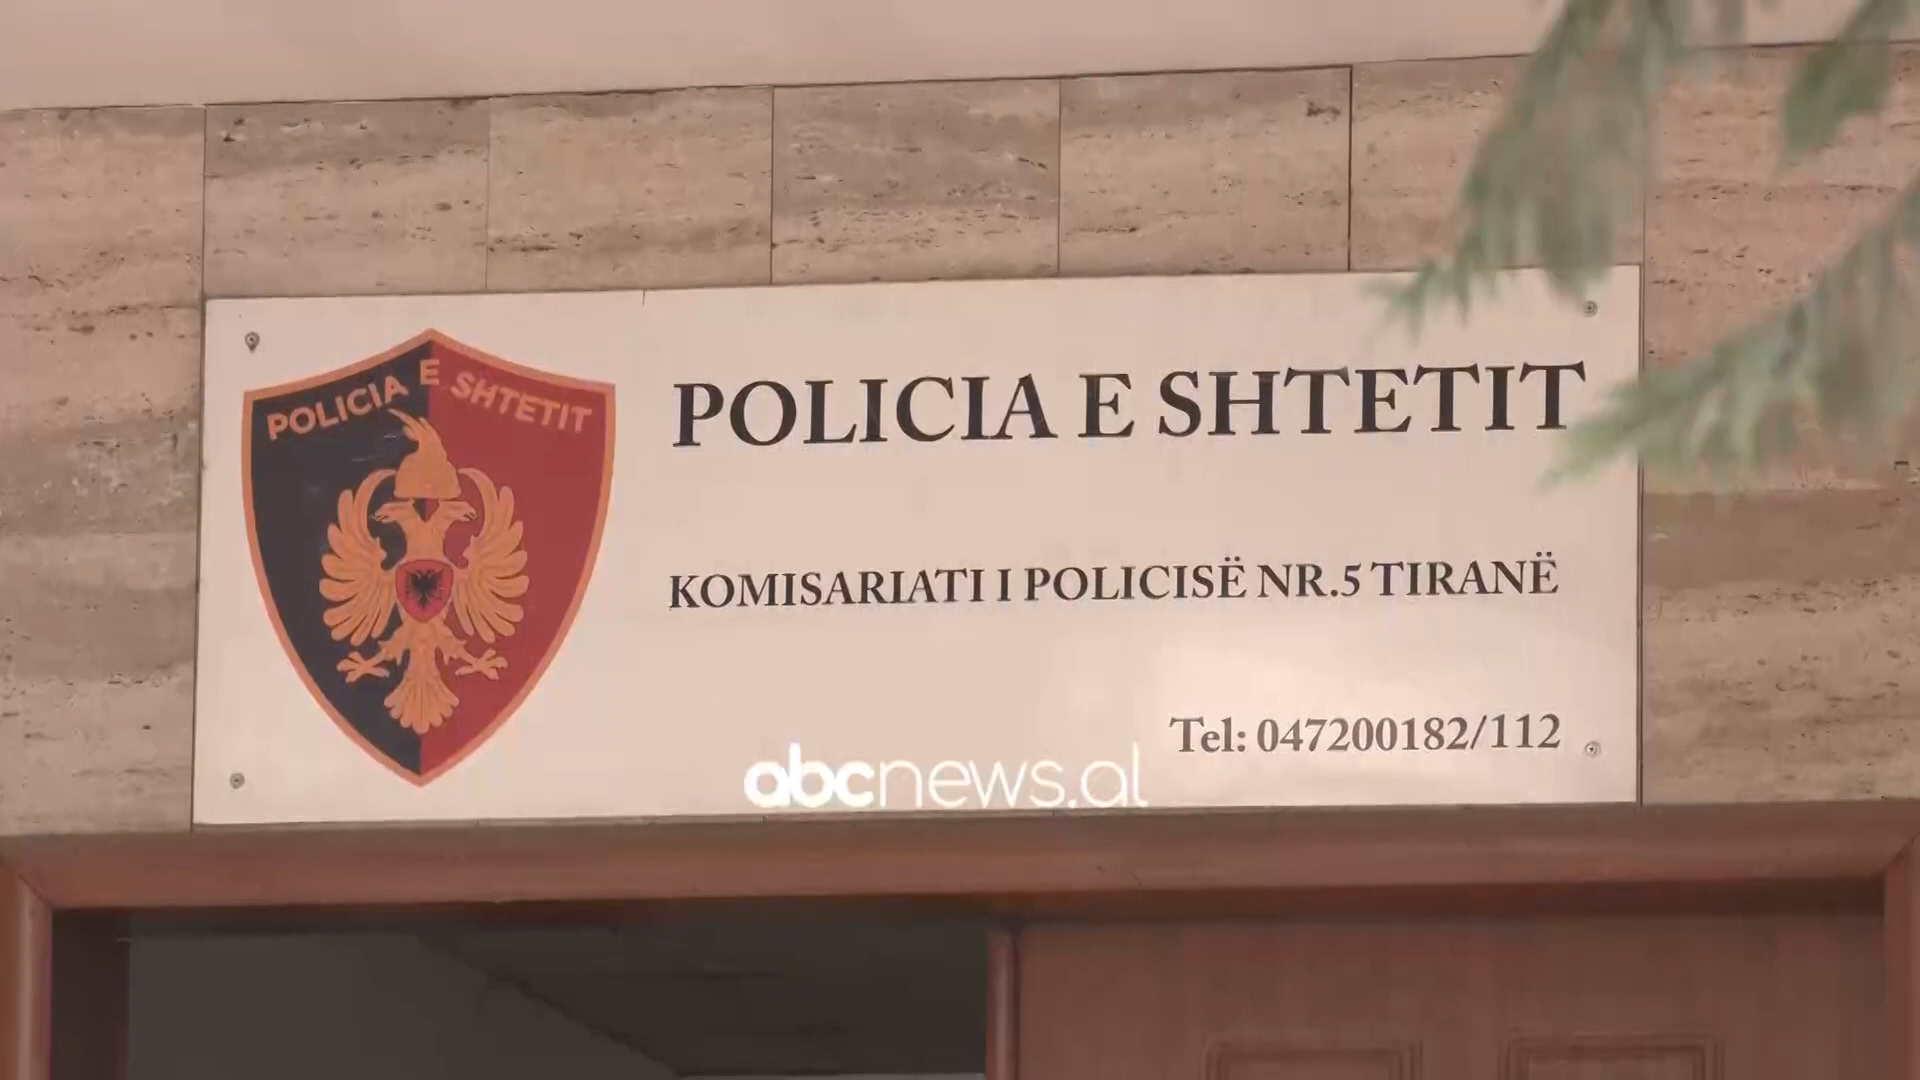 POLICIA E SHTETIT
POLICIA E SHTETIT
KOMISARIATI I POLICISË NR.5 TIRANË
Tel: 047200182/112
abcnews.al